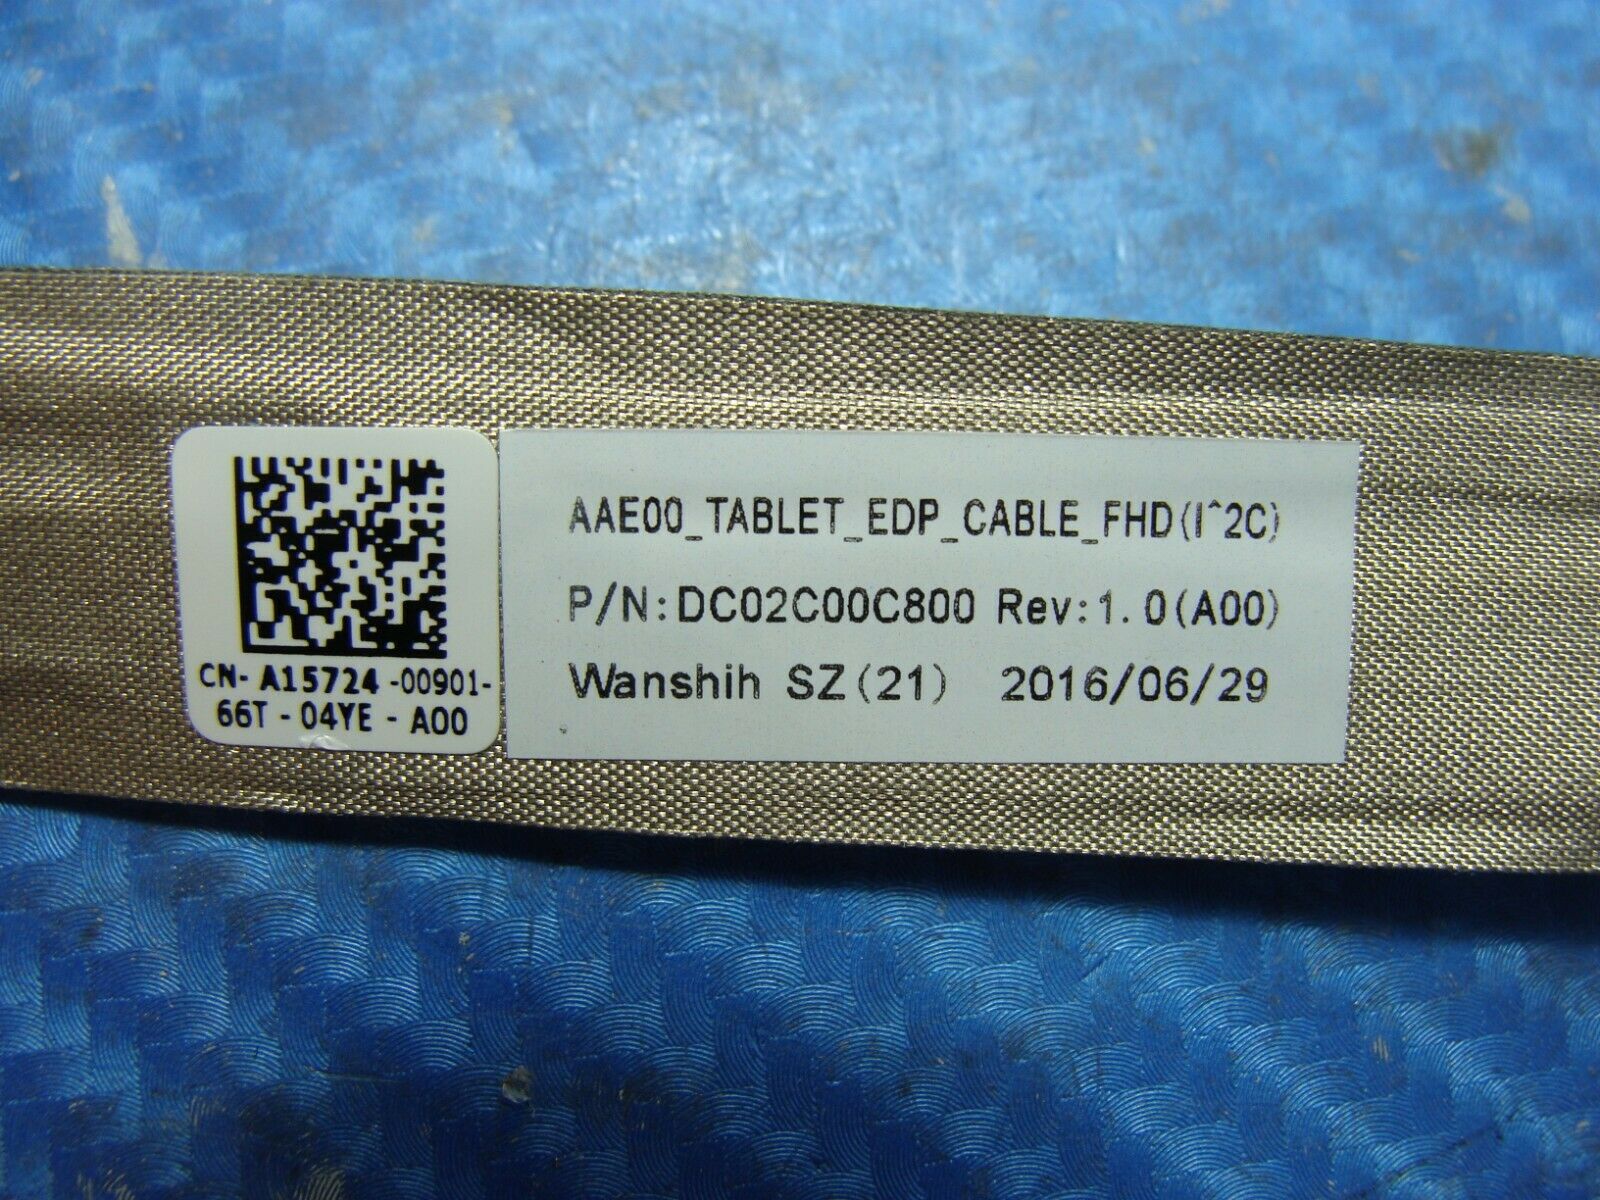 AAE00_TABLET_EDP_CABLE_FHD(I^2C)
P/N:DC02C00C800 Rev:1.0(A00)
Wanshih SZ(21) 2016/06/29
CN- A15724 -00901-
66T - 04YE - A00